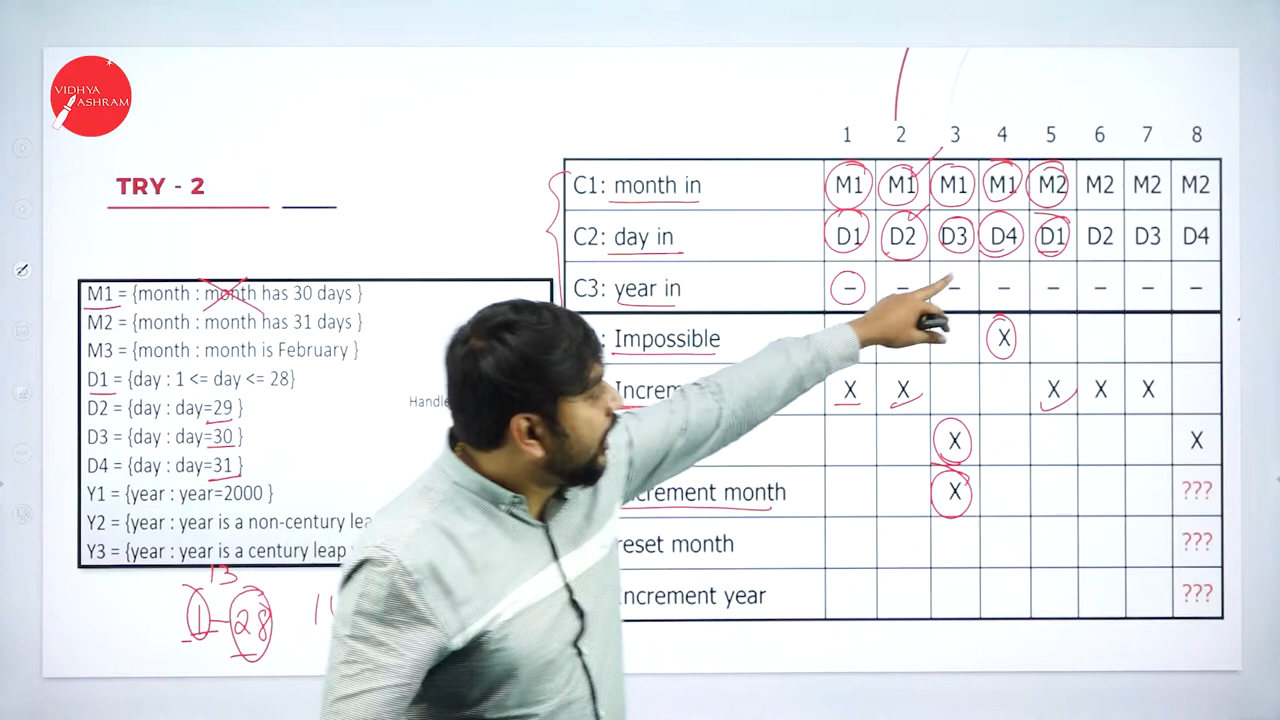 VIDHYA
ASHRAM
TRY - 2
M1 = {month : month has 30 days }
M2 = {month : month has 31 days }
M3 = {month : month is February }
D1 = {day : 1 <= day <= 28}
D2 = {day : day=29 }
D3 = {day : day=30 }
D4 = {day : day=31 }
Y1 = {year : year=2000 }
Y2 = {year : year is a non-century
Y3 = {year : year is a century leap
13
1-28
1 2 3 4 5 6 7 8
C1: month in M1 M1 M1 M1 M2 M2 M2 M2
C2: day in D1 D2 D3 D4 D1 D2 D3 D4
C3: year in – – – – – – – –
Impossible X
X X X X X
X X
increment month X ???
reset month ???
Increment year ???